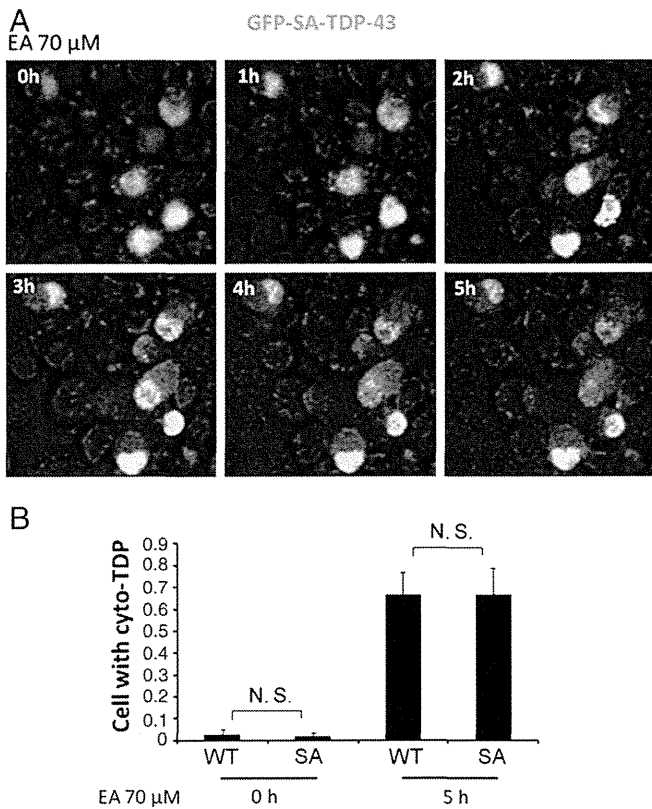 A
GFP-SA-TDP-43
EA 70 µM
0h
1h
2h
3h
4h
5h
B
Cell with cyto-TDP
0.9
0.8
0.7
0.6
0.5
0.4
0.3
0.2
0.1
0
N. S.
N. S.
WT
SA
WT
SA
EA 70 µM
0 h
5 h